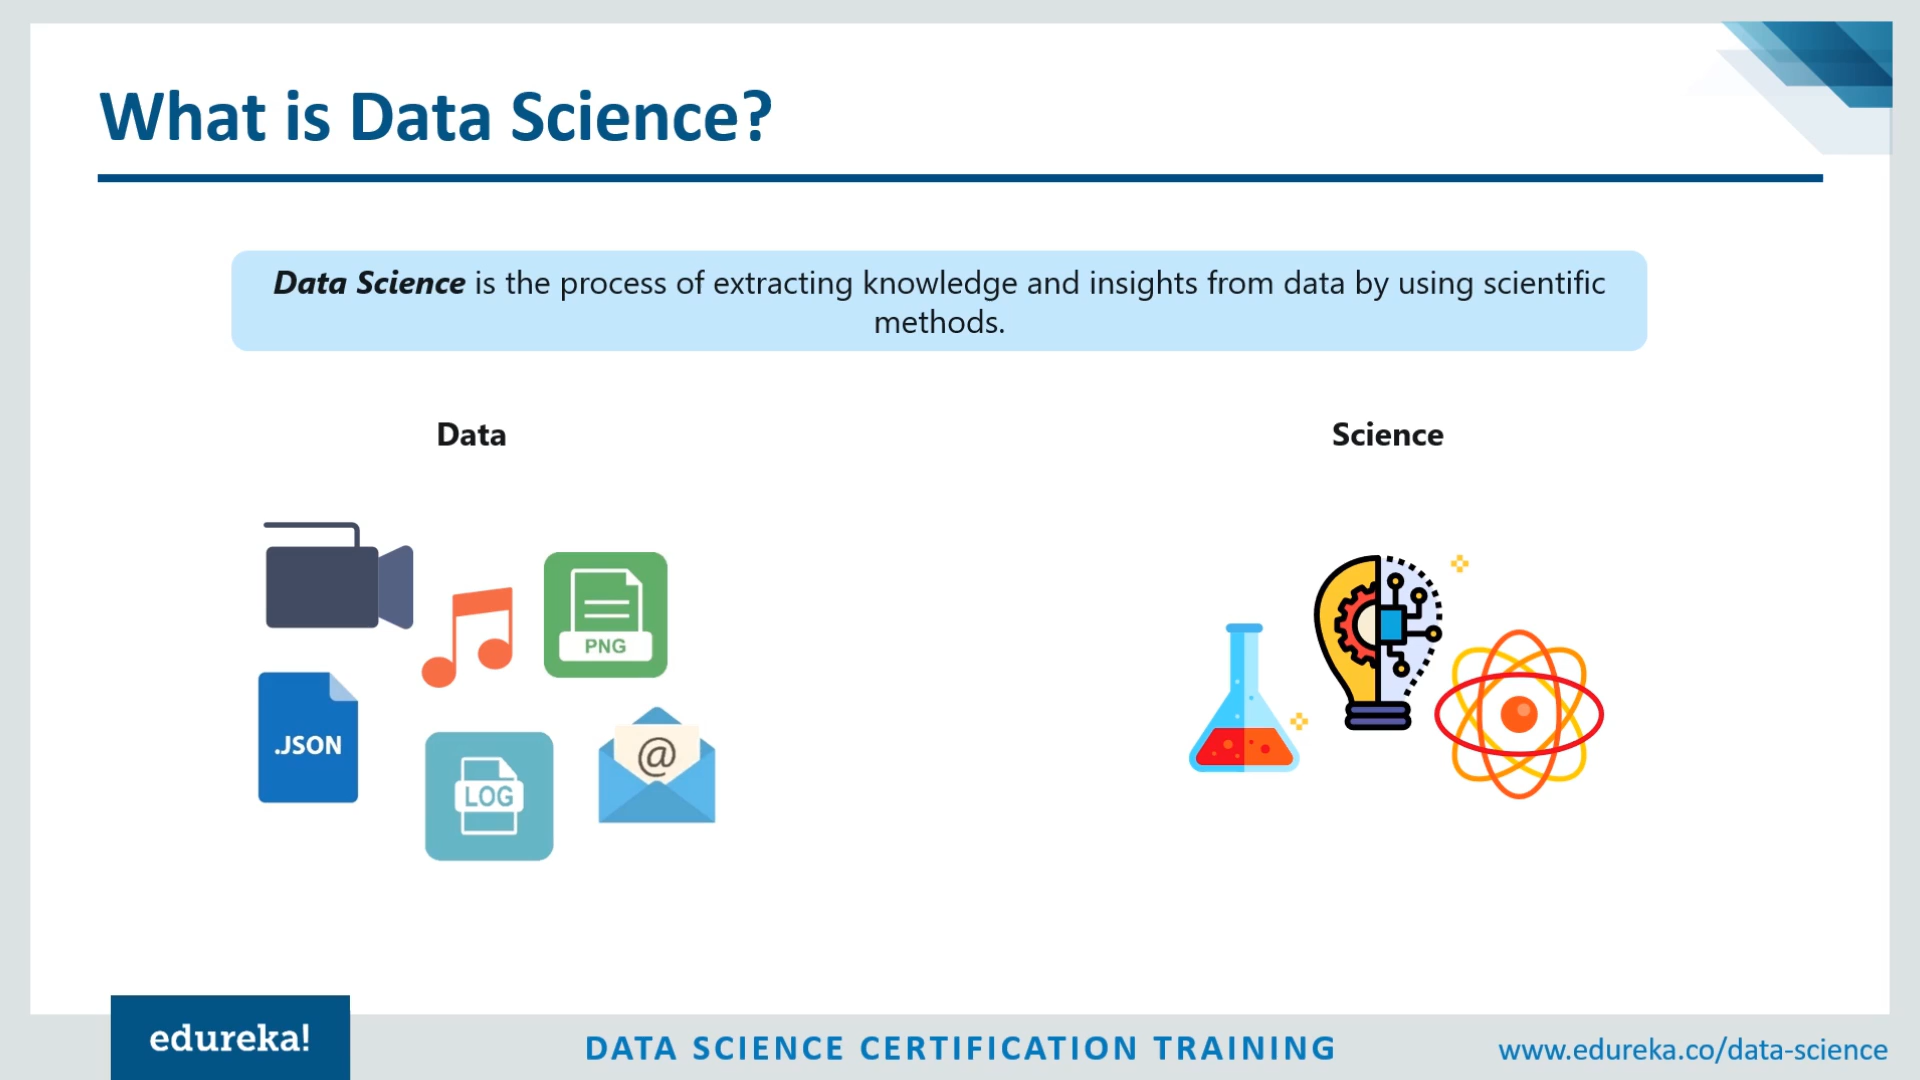 What is Data Science?
Data Science is the process of extracting knowledge and insights from data by using scientific
methods.
Data
Science
PNG
.JSON
LOG
@
edureka!
DATA SCIENCE CERTIFICATION TRAINING
www.edureka.co/data-science